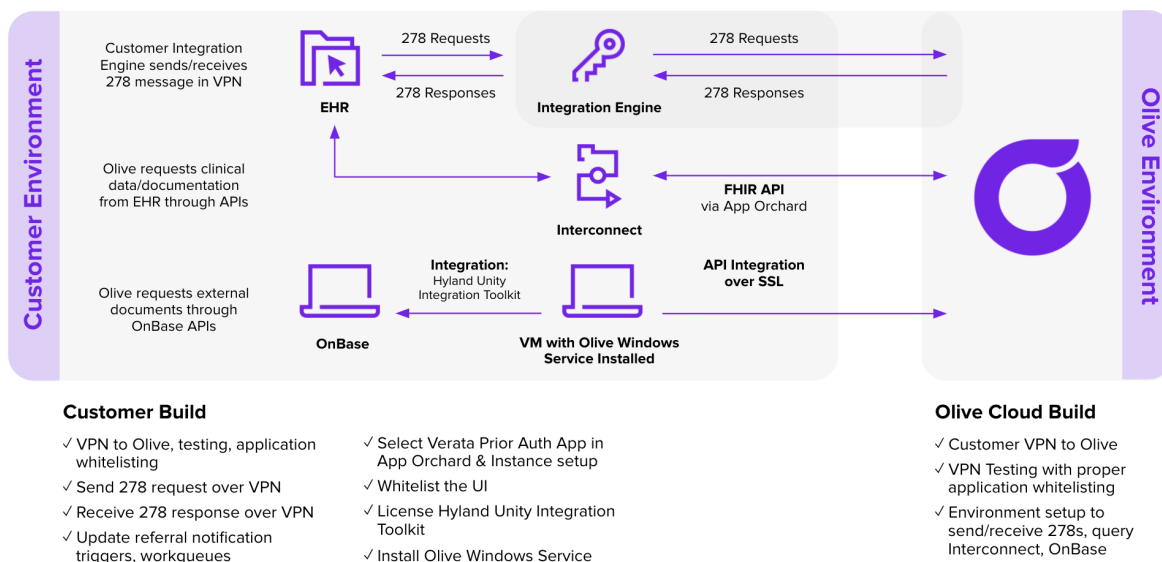 Customer Environment
Customer Integration
Engine sends/receives
278 message in VPN
EHR
278 Requests
278 Responses
Integration Engine
278 Requests
278 Responses
Olive Environment
Olive requests clinical
data/documentation
from EHR through APIs
Interconnect
FHIR API
via App Orchard
Olive requests external
documents through
OnBase APIs
OnBase
Integration:
Hyland Unity
Integration Toolkit
VM with Olive Windows
Service Installed
API Integration
over SSL
Customer Build
✓ VPN to Olive, testing, application
whitelisting
✓ Send 278 request over VPN
✓ Receive 278 response over VPN
✓ Update referral notification
triggers, workqueues
✓ Select Verata Prior Auth App in
App Orchard & Instance setup
✓ Whitelist the UI
✓ License Hyland Unity Integration
Toolkit
✓ Install Olive Windows Service
Olive Cloud Build
✓ Customer VPN to Olive
✓ VPN Testing with proper
application whitelisting
✓ Environment setup to
send/receive 278s, query
Interconnect, OnBase